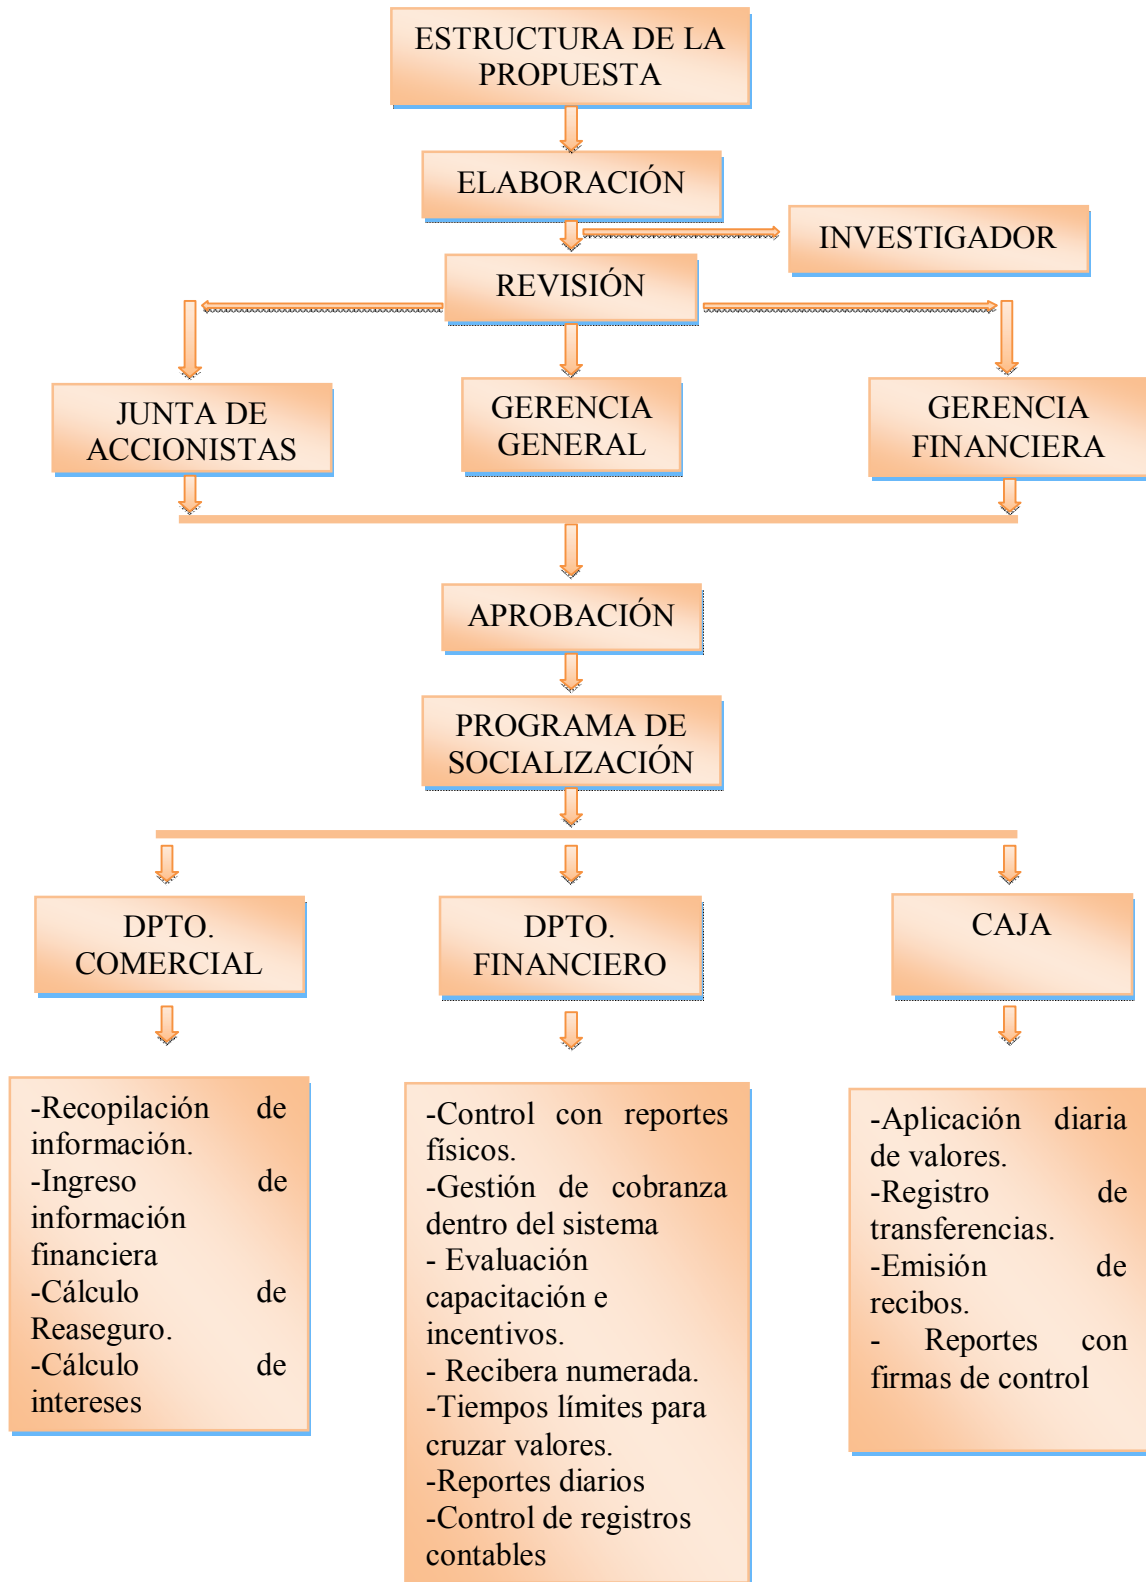 ESTRUCTURA DE LA
PROPUESTA
ELABORACIÓN
INVESTIGADOR
REVISIÓN
JUNTA DE
ACCIONISTAS
GERENCIA
GENERAL
GERENCIA
FINANCIERA
APROBACIÓN
PROGRAMA DE
SOCIALIZACIÓN
DPTO.
COMERCIAL
DPTO.
FINANCIERO
CAJA
-Recopilación de
información.
-Ingreso de
información
financiera
-Cálculo de
Reaseguro.
-Cálculo de
intereses
-Control con reportes
físicos.
-Gestión de cobranza
dentro del sistema
- Evaluación
capacitación e
incentivos.
- Recibera numerada.
-Tiempos límites para
cruzar valores.
-Reportes diarios
-Control de registros
contables
-Aplicación diaria
de valores.
-Registro de
transferencias.
-Emisión de
recibos.
- Reportes con
firmas de control